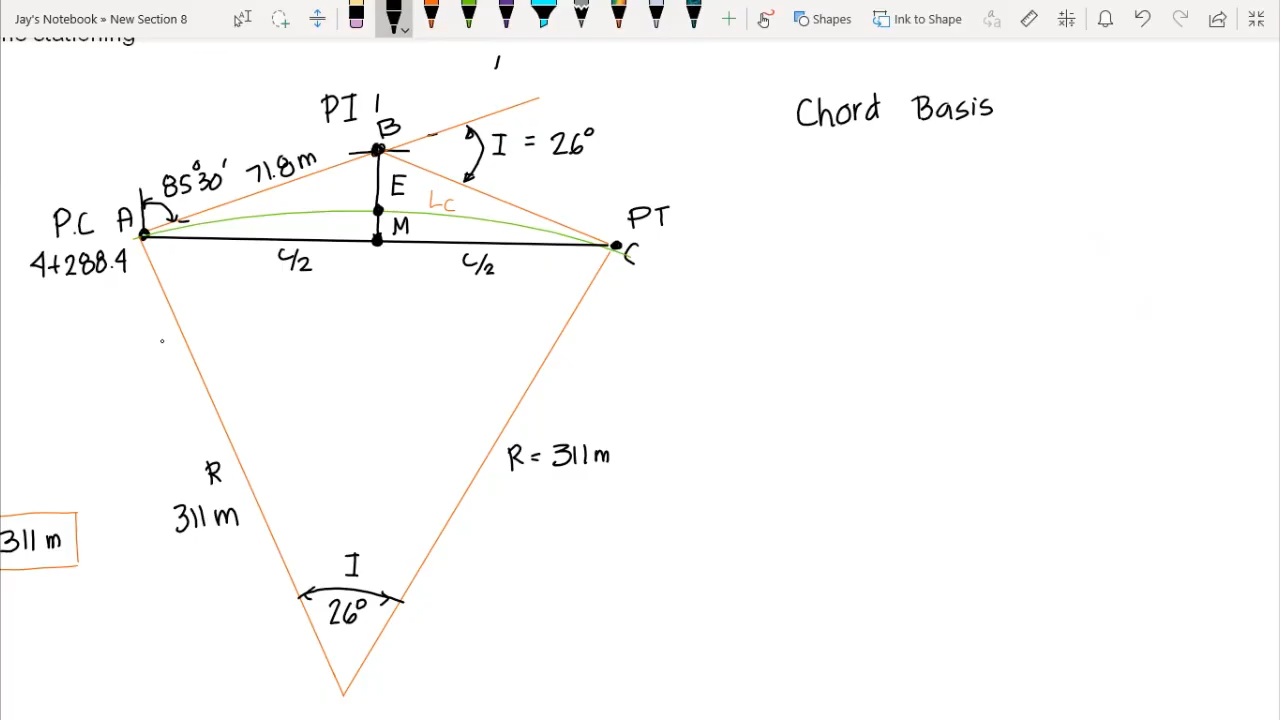 Jay's Notebook » New Section 8
Shapes
Ink to Shape
PI 1
B
I = 26°
Chord Basis
85°30' 71.8m
E
Lc
P.C A
M
PT
C
4+288.4
C/2
C/2
R
311 m
R = 311m
311 m
I
26°